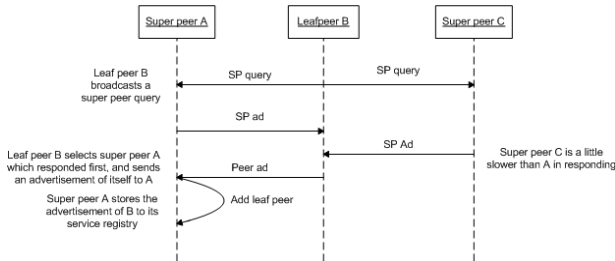 Super peer A
Leafpeer B
Super peer C
Leaf peer B
broadcasts a
super peer query
SP query
SP query
SP ad
Leaf peer B selects super peer A
which responded first, and sends
an advertisement of itself to A
SP Ad
Super peer C is a little
slower than A in responding
Peer ad
Super peer A stores the
advertisement of B to its
service registry
Add leaf peer